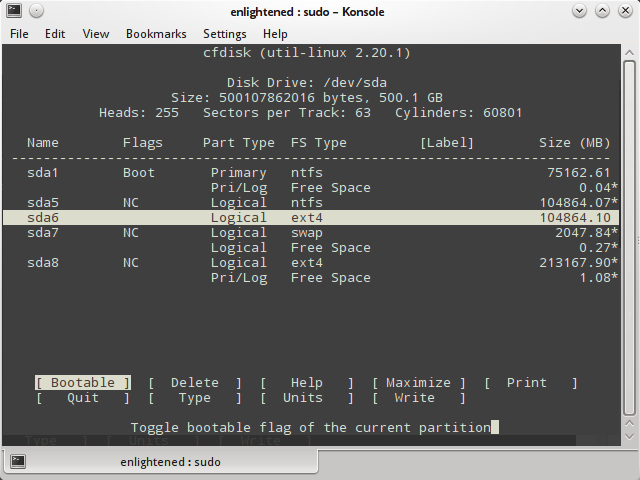 enlightened : sudo – Konsole
File Edit View Bookmarks Settings Help
cfdisk (util-linux 2.20.1)
Disk Drive: /dev/sda
Size: 500107862016 bytes, 500.1 GB
Heads: 255 Sectors per Track: 63 Cylinders: 60801
Name Flags Part Type FS Type [Label] Size (MB)
sda1 Boot Primary ntfs 75162.61
Pri/Log Free Space 0.04*
sda5 NC Logical ntfs 104864.07*
sda6 Logical ext4 104864.10
sda7 NC Logical swap 2047.84*
Logical Free Space 0.27*
sda8 NC Logical ext4 213167.90*
Pri/Log Free Space 1.08*
[ Bootable ] [ Delete ] [ Help ] [ Maximize ] [ Print ]
[ Quit ] [ Type ] [ Units ] [ Write ]
Toggle bootable flag of the current partition
Type ] [ Units ] [ Write ]
enlightened : sudo